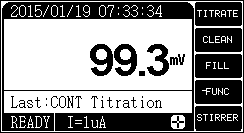 2015/01/19 07:33:34
99.3mV
Last:CONT Titration
READY I=1uA
TITRATE
CLEAN
FILL
¬FUNC
STIRRER